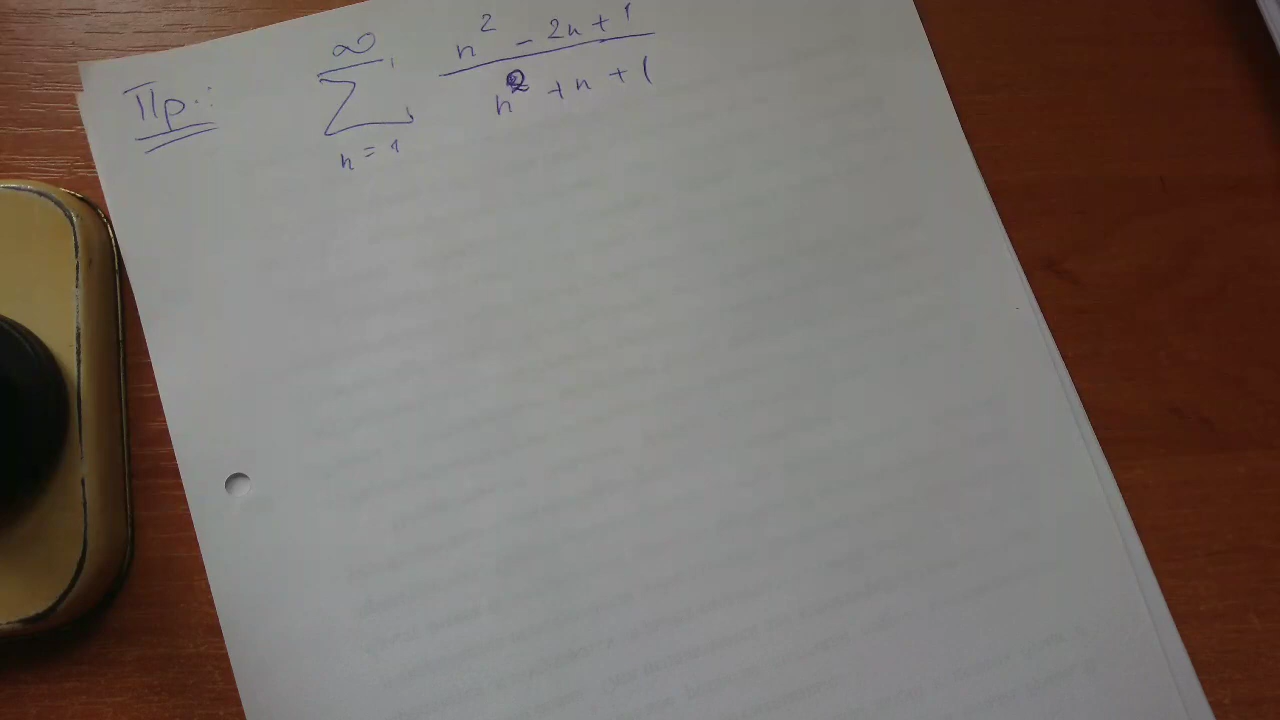 Пр.: ∞ ∑ n=1 (n² - 2n + 1) / (n² + n + 1)